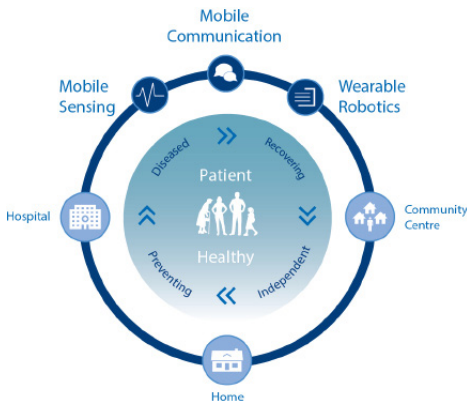 Mobile
Communication
Mobile
Sensing
Wearable
Robotics
Diseased
Recovering
Patient
Hospital
Community
Centre
Healthy
Preventing
Independent
Home